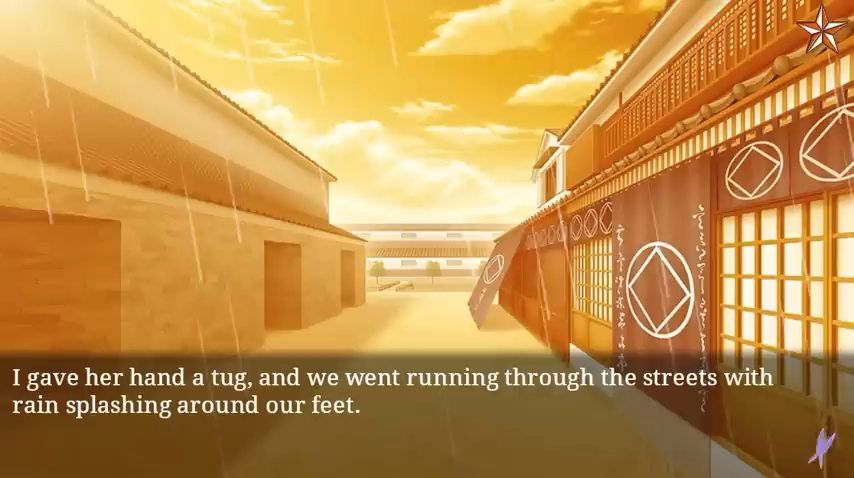 I gave her hand a tug, and we went running through the streets with
rain splashing around our feet.